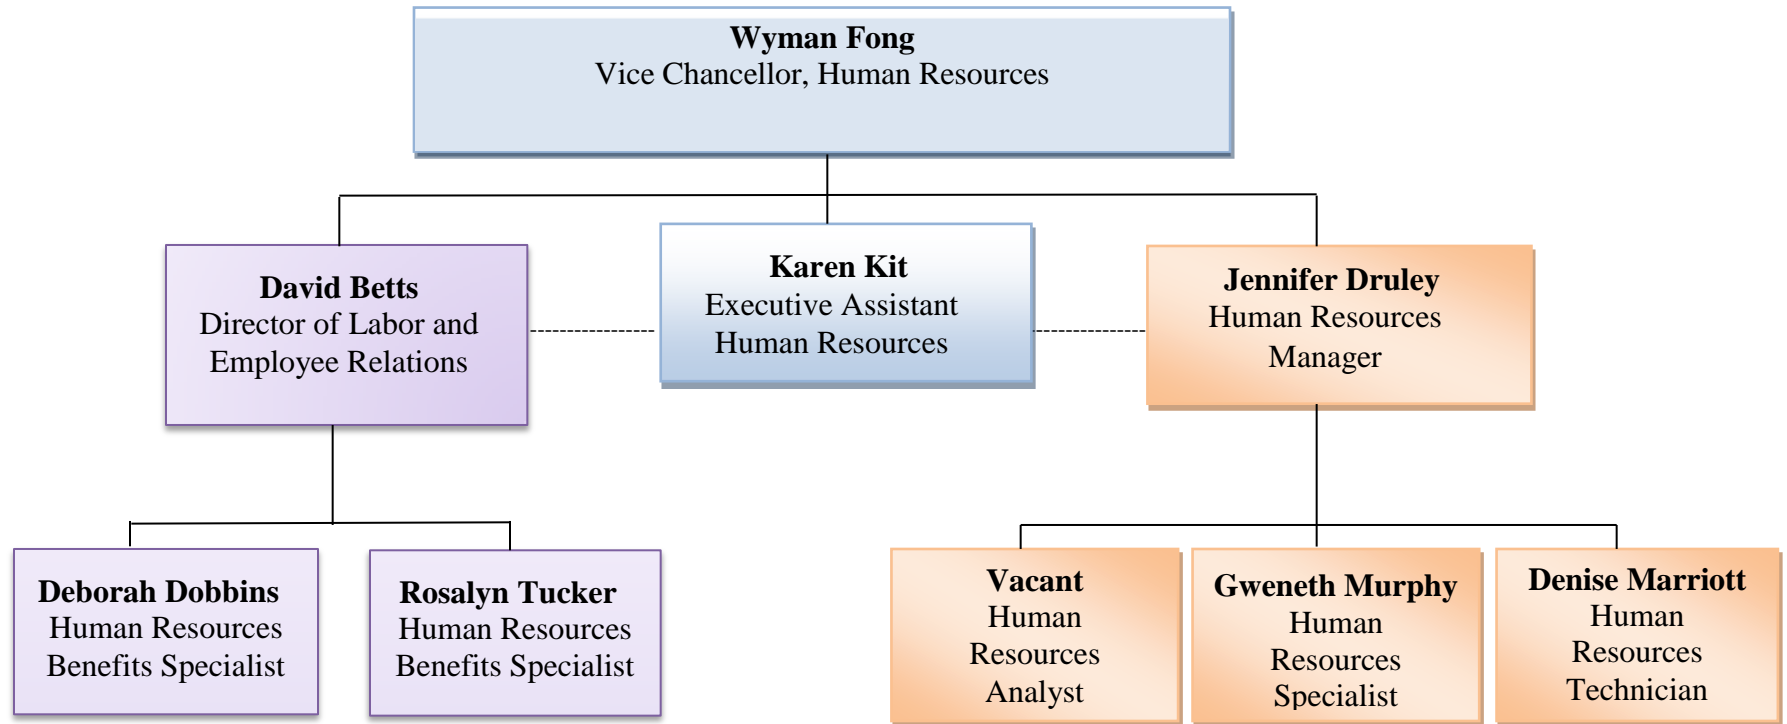 Wyman Fong
Vice Chancellor, Human Resources
David Betts
Director of Labor and
Employee Relations
Karen Kit
Executive Assistant
Human Resources
Jennifer Druley
Human Resources
Manager
Deborah Dobbins
Human Resources
Benefits Specialist
Rosalyn Tucker
Human Resources
Benefits Specialist
Vacant
Human
Resources
Analyst
Gweneth Murphy
Human
Resources
Specialist
Denise Marriott
Human
Resources
Technician